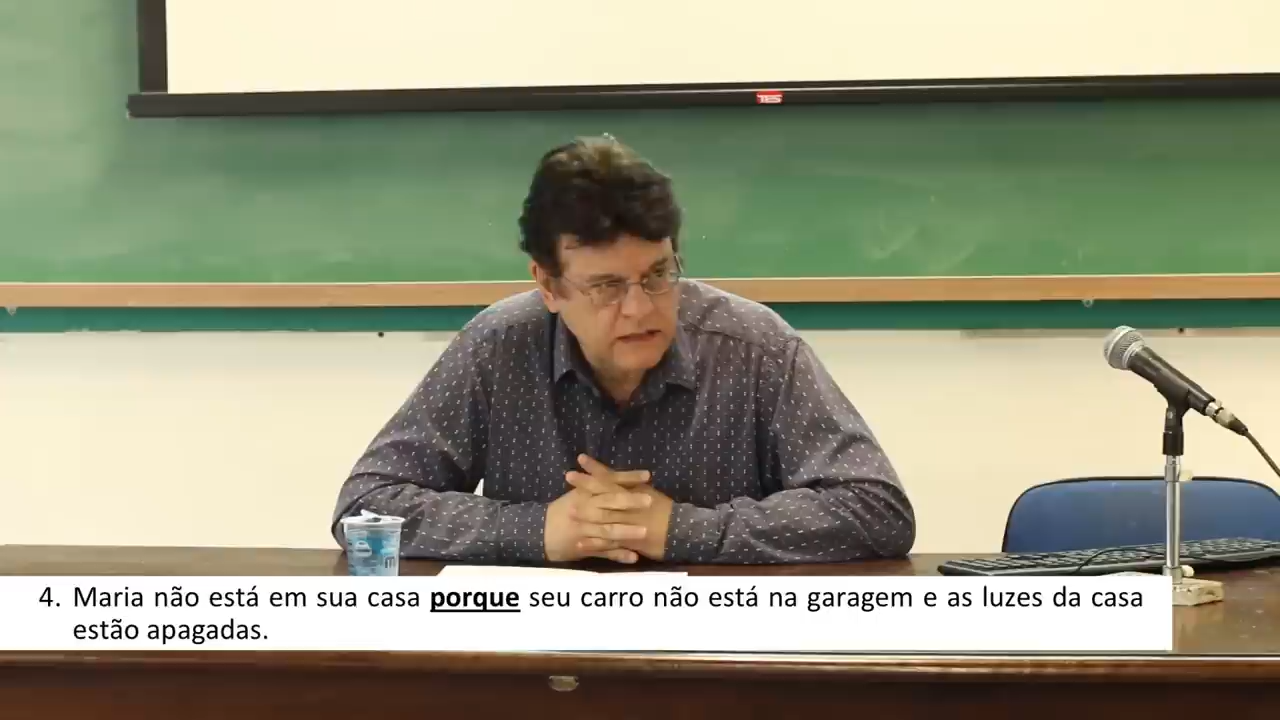 TES
4. Maria não está em sua casa porque seu carro não está na garagem e as luzes da casa
estão apagadas.